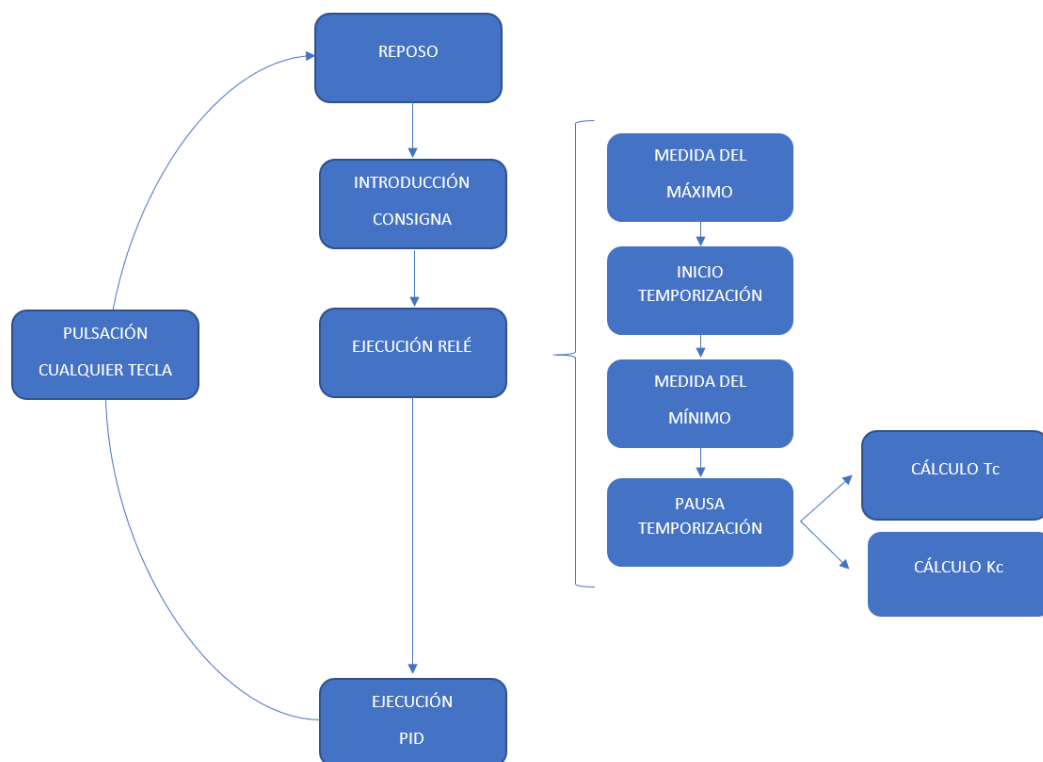 REPOSO
INTRODUCCIÓN
CONSIGNA
EJECUCIÓN RELÉ
PULSACIÓN
CUALQUIER TECLA
EJECUCIÓN
PID
MEDIDA DEL
MÁXIMO
INICIO
TEMPORIZACIÓN
MEDIDA DEL
MÍNIMO
PAUSA
TEMPORIZACIÓN
CÁLCULO Tc
CÁLCULO Kc